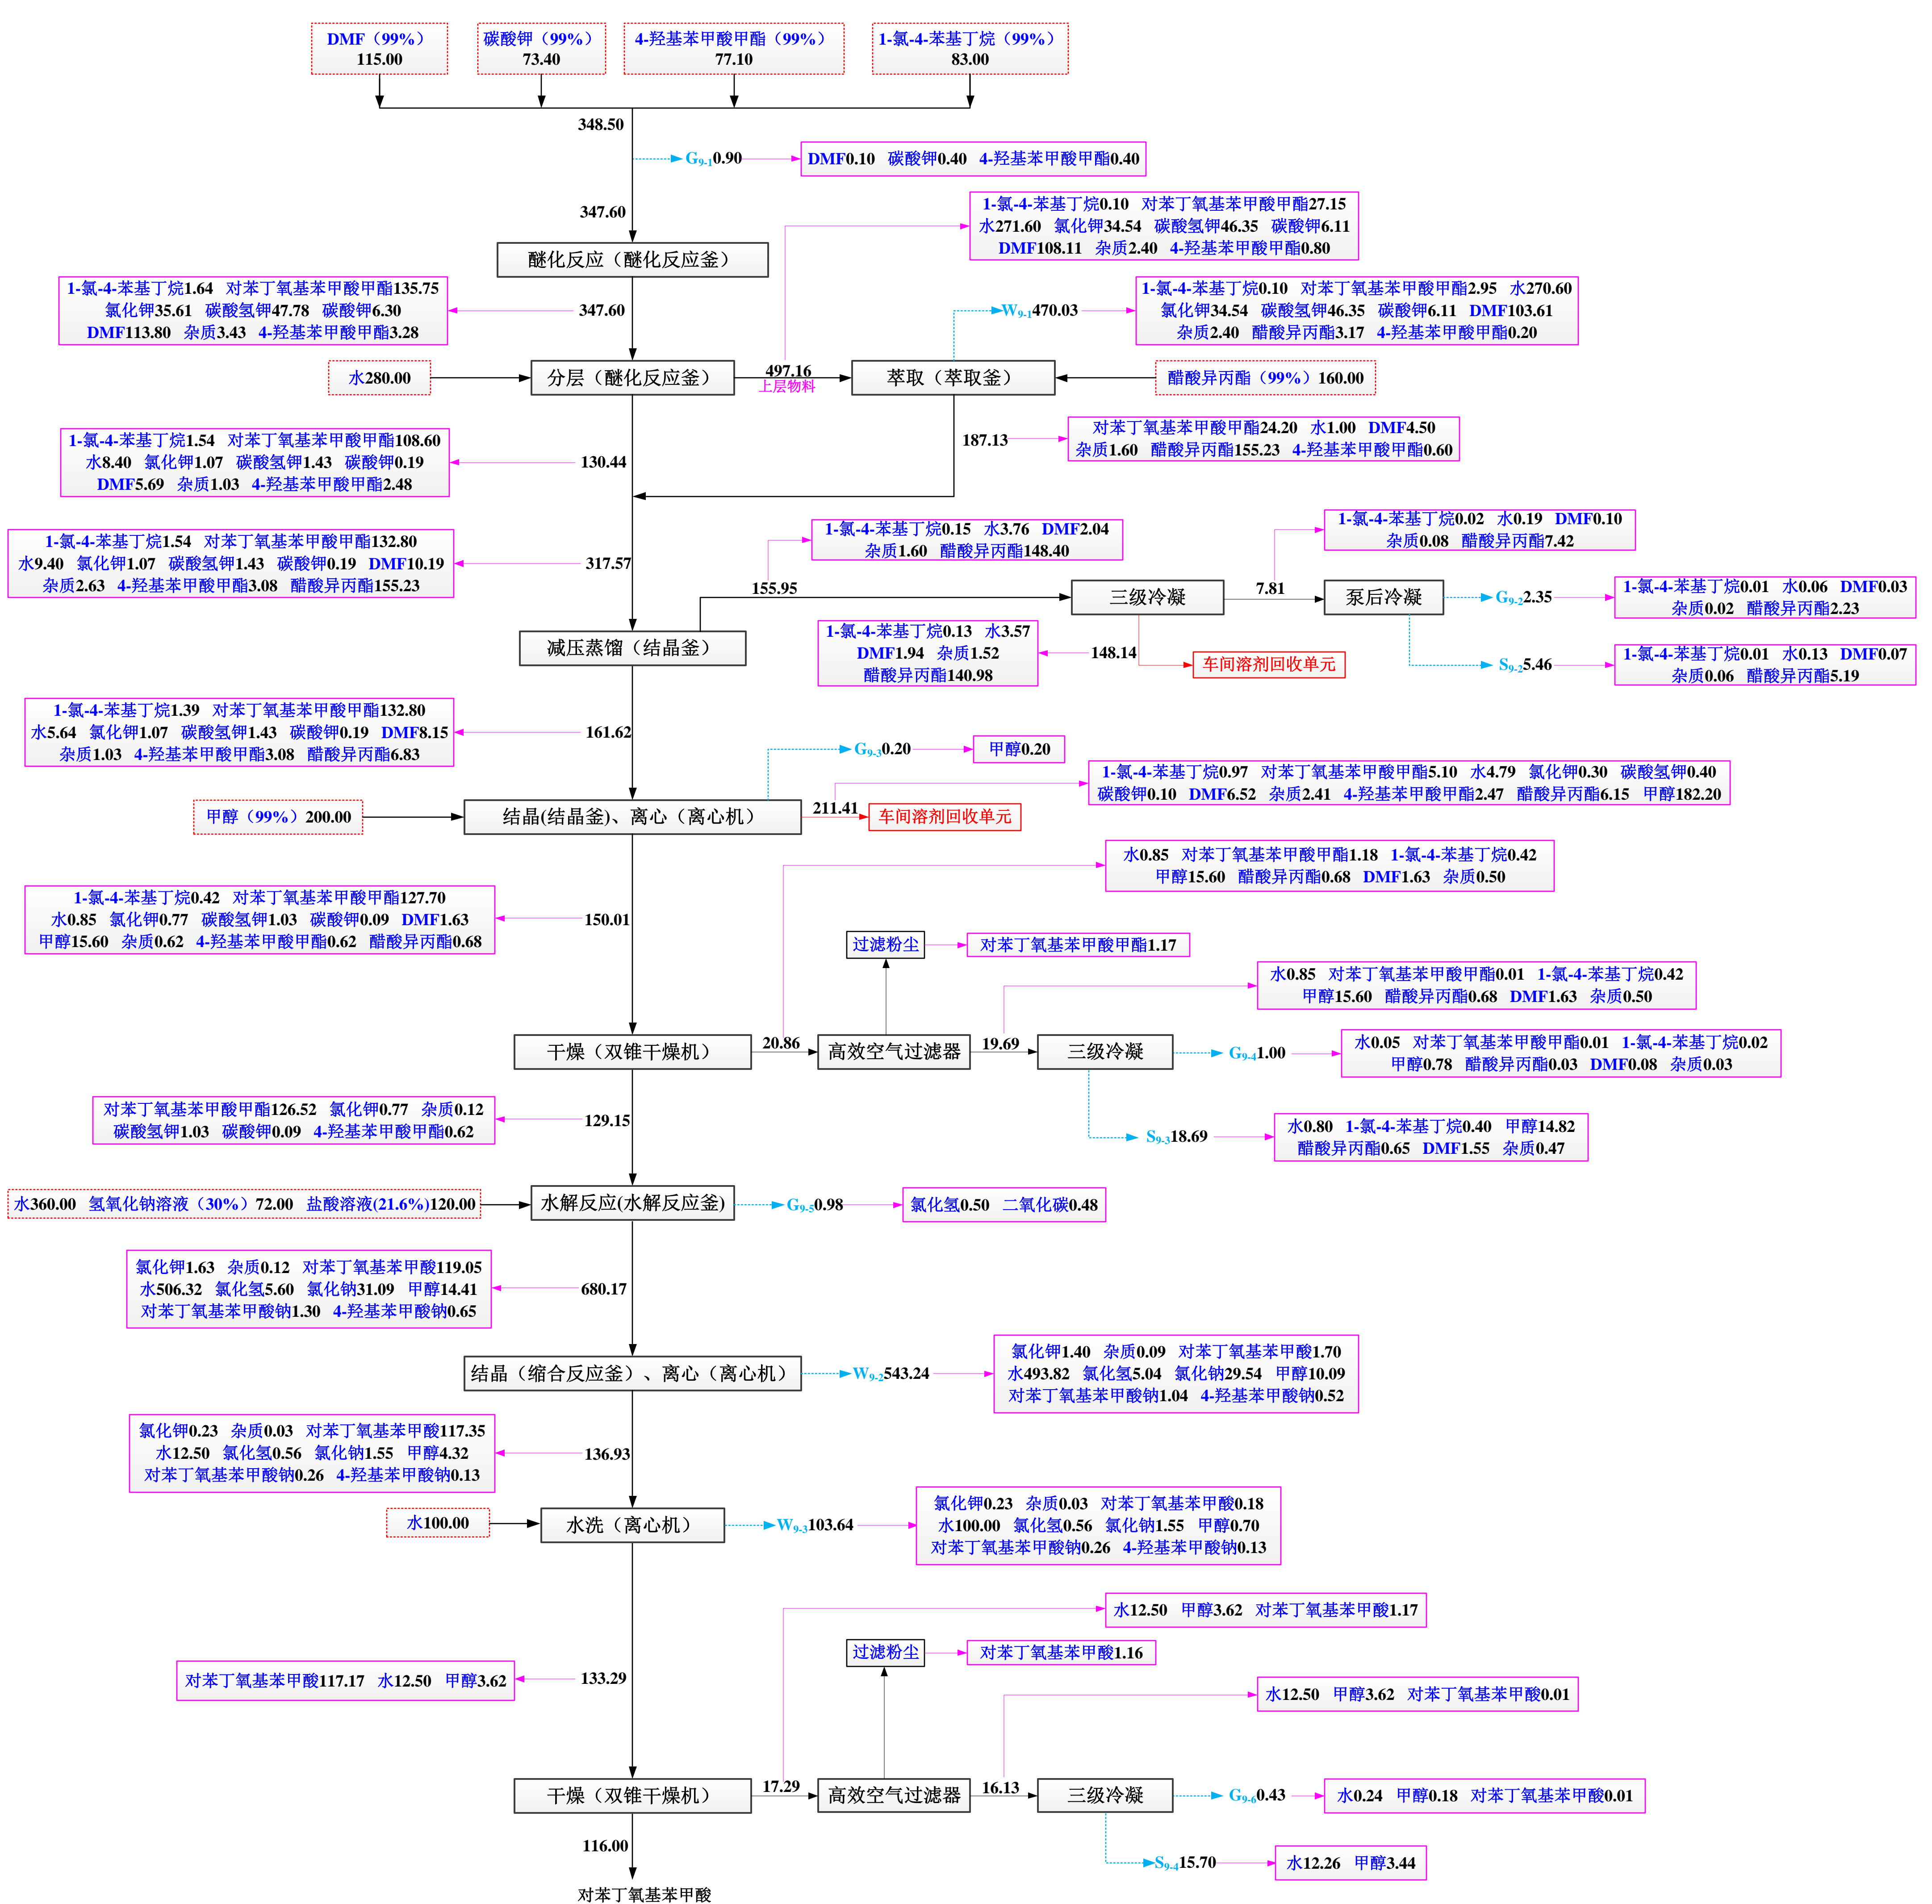 DMF（99%）
115.00
碳酸钾（99%）
73.40
4-羟基苯甲酸甲酯（99%）
77.10
1-氯-4-苯基丁烷（99%）
83.00
348.50
G9-1 0.90
DMF0.10 碳酸钾0.40 4-羟基苯甲酸甲酯0.40
347.60
1-氯-4-苯基丁烷0.10 对苯丁氧基苯甲酸甲酯27.15
水271.60 氯化钾34.54 碳酸氢钾46.35 碳酸钾6.11
DMF108.11 杂质2.40 4-羟基苯甲酸甲酯0.80
醚化反应（醚化反应釜）
1-氯-4-苯基丁烷1.64 对苯丁氧基苯甲酸甲酯135.75
氯化钾35.61 碳酸氢钾47.78 碳酸钾6.30
DMF113.80 杂质3.43 4-羟基苯甲酸甲酯3.28
347.60
W9-1 470.03
1-氯-4-苯基丁烷0.10 对苯丁氧基苯甲酸甲酯2.95 水270.60
氯化钾34.54 碳酸氢钾46.35 碳酸钾6.11 DMF103.61
杂质2.40 醋酸异丙酯3.17 4-羟基苯甲酸甲酯0.20
水280.00
分层（醚化反应釜）
497.16
上层物料
萃取（萃取釜）
醋酸异丙酯（99%）160.00
1-氯-4-苯基丁烷1.54 对苯丁氧基苯甲酸甲酯108.60
水8.40 氯化钾1.07 碳酸氢钾1.43 碳酸钾0.19
DMF5.69 杂质1.03 4-羟基苯甲酸甲酯2.48
130.44
187.13
对苯丁氧基苯甲酸甲酯24.20 水1.00 DMF4.50
杂质1.60 醋酸异丙酯155.23 4-羟基苯甲酸甲酯0.60
1-氯-4-苯基丁烷1.54 对苯丁氧基苯甲酸甲酯132.80
水9.40 氯化钾1.07 碳酸氢钾1.43 碳酸钾0.19 DMF10.19
杂质2.63 4-羟基苯甲酸甲酯3.08 醋酸异丙酯155.23
317.57
1-氯-4-苯基丁烷0.15 水3.76 DMF2.04
杂质1.60 醋酸异丙酯148.40
1-氯-4-苯基丁烷0.02 水0.19 DMF0.10
杂质0.08 醋酸异丙酯7.42
155.95
三级冷凝
7.81
泵后冷凝
G9-2 2.35
1-氯-4-苯基丁烷0.01 水0.06 DMF0.03
杂质0.02 醋酸异丙酯2.23
减压蒸馏（结晶釜）
1-氯-4-苯基丁烷0.13 水3.57
DMF1.94 杂质1.52
醋酸异丙酯140.98
148.14
车间溶剂回收单元
S9-2 5.46
1-氯-4-苯基丁烷0.01 水0.13 DMF0.07
杂质0.06 醋酸异丙酯5.19
1-氯-4-苯基丁烷1.39 对苯丁氧基苯甲酸甲酯132.80
水5.64 氯化钾1.07 碳酸氢钾1.43 碳酸钾0.19 DMF8.15
杂质1.03 4-羟基苯甲酸甲酯3.08 醋酸异丙酯6.83
161.62
G9-3 0.20
甲醇0.20
1-氯-4-苯基丁烷0.97 对苯丁氧基苯甲酸甲酯5.10 水4.79 氯化钾0.30 碳酸氢钾0.40
碳酸钾0.10 DMF6.52 杂质2.41 4-羟基苯甲酸甲酯2.47 醋酸异丙酯6.15 甲醇182.20
甲醇（99%）200.00
结晶(结晶釜)、离心（离心机）
211.41
车间溶剂回收单元
水0.85 对苯丁氧基苯甲酸甲酯1.18 1-氯-4-苯基丁烷0.42
甲醇15.60 醋酸异丙酯0.68 DMF1.63 杂质0.50
1-氯-4-苯基丁烷0.42 对苯丁氧基苯甲酸甲酯127.70
水0.85 氯化钾0.77 碳酸氢钾1.03 碳酸钾0.09 DMF1.63
甲醇15.60 杂质0.62 4-羟基苯甲酸甲酯0.62 醋酸异丙酯0.68
150.01
过滤粉尘
对苯丁氧基苯甲酸甲酯1.17
水0.85 对苯丁氧基苯甲酸甲酯0.01 1-氯-4-苯基丁烷0.42
甲醇15.60 醋酸异丙酯0.68 DMF1.63 杂质0.50
干燥（双锥干燥机）
20.86
高效空气过滤器
19.69
三级冷凝
G9-4 1.00
水0.05 对苯丁氧基苯甲酸甲酯0.01 1-氯-4-苯基丁烷0.02
甲醇0.78 醋酸异丙酯0.03 DMF0.08 杂质0.03
对苯丁氧基苯甲酸甲酯126.52 氯化钾0.77 杂质0.12
碳酸氢钾1.03 碳酸钾0.09 4-羟基苯甲酸甲酯0.62
129.15
S9-3 18.69
水0.80 1-氯-4-苯基丁烷0.40 甲醇14.82
醋酸异丙酯0.65 DMF1.55 杂质0.47
水360.00 氢氧化钠溶液（30%）72.00 盐酸溶液(21.6%)120.00
水解反应(水解反应釜)
G9-5 0.98
氯化氢0.50 二氧化碳0.48
氯化钾1.63 杂质0.12 对苯丁氧基苯甲酸119.05
水506.32 氯化氢5.60 氯化钠31.09 甲醇14.41
对苯丁氧基苯甲酸钠1.30 4-羟基苯甲酸钠0.65
680.17
结晶（缩合反应釜）、离心（离心机）
W9-2 543.24
氯化钾1.40 杂质0.09 对苯丁氧基苯甲酸1.70
水493.82 氯化氢5.04 氯化钠29.54 甲醇10.09
对苯丁氧基苯甲酸钠1.04 4-羟基苯甲酸钠0.52
氯化钾0.23 杂质0.03 对苯丁氧基苯甲酸117.35
水12.50 氯化氢0.56 氯化钠1.55 甲醇4.32
对苯丁氧基苯甲酸钠0.26 4-羟基苯甲酸钠0.13
136.93
水100.00
水洗（离心机）
W9-3 103.64
氯化钾0.23 杂质0.03 对苯丁氧基苯甲酸0.18
水100.00 氯化氢0.56 氯化钠1.55 甲醇0.70
对苯丁氧基苯甲酸钠0.26 4-羟基苯甲酸钠0.13
水12.50 甲醇3.62 对苯丁氧基苯甲酸1.17
过滤粉尘
对苯丁氧基苯甲酸1.16
对苯丁氧基苯甲酸117.17 水12.50 甲醇3.62
133.29
水12.50 甲醇3.62 对苯丁氧基苯甲酸0.01
干燥（双锥干燥机）
17.29
高效空气过滤器
16.13
三级冷凝
G9-6 0.43
水0.24 甲醇0.18 对苯丁氧基苯甲酸0.01
116.00
S9-4 15.70
水12.26 甲醇3.44
对苯丁氧基苯甲酸